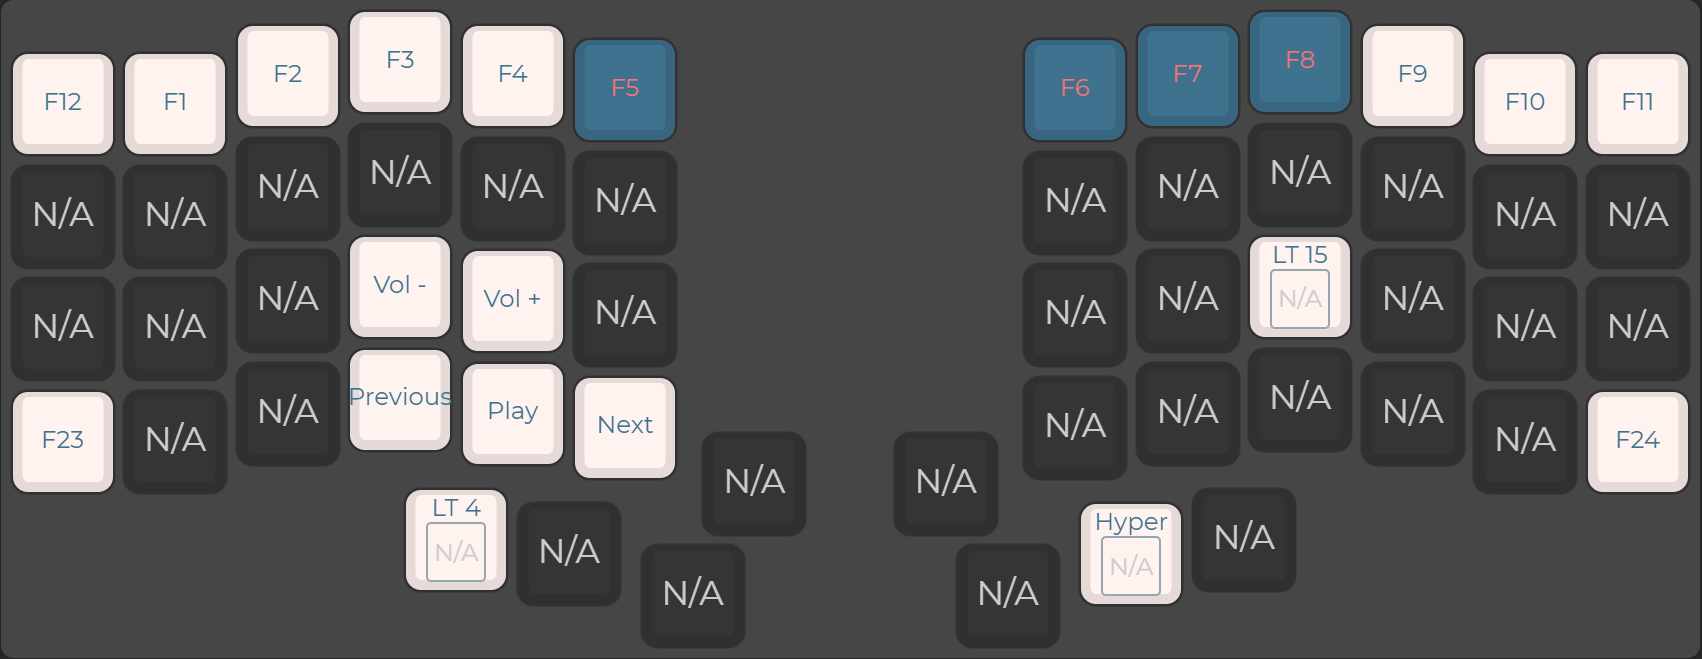 F12 F1 F2 F3 F4 F5 F6 F7 F8 F9 F10 F11
N/A N/A N/A N/A N/A N/A N/A N/A N/A N/A N/A N/A
N/A N/A N/A Vol - Vol + N/A N/A N/A LT 15 N/A N/A N/A
N/A
F23 N/A N/A Previous Play Next N/A N/A N/A N/A N/A F24
N/A N/A
LT 4 N/A Hyper N/A
N/A N/A
N/A N/A